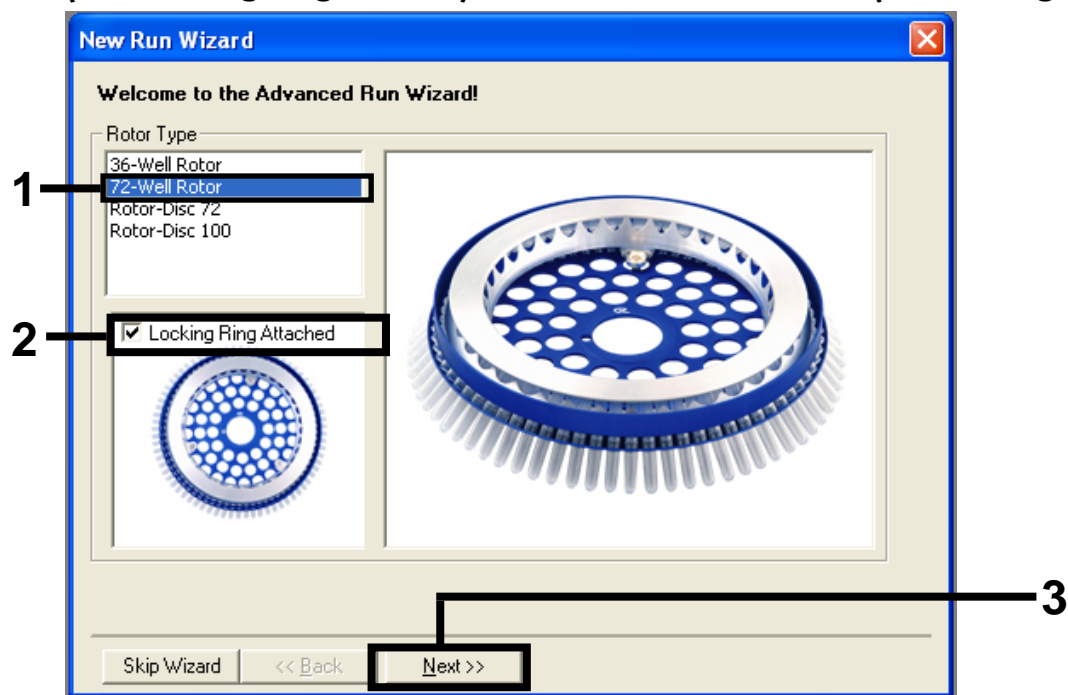 New Run Wizard
Welcome to the Advanced Run Wizard!
Rotor Type
36-Well Rotor
1
72-Well Rotor
Rotor-Disc 72
Rotor-Disc 100
2
Locking Ring Attached
3
Skip Wizard << Back Next >>